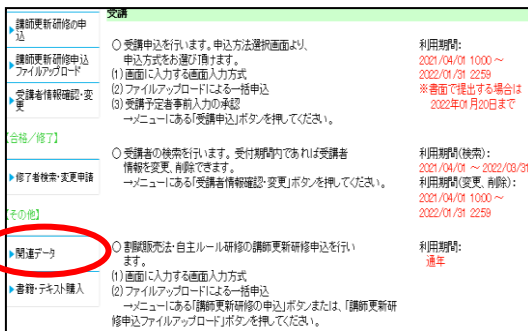 受講
講師更新研修の申込
講師更新研修申込ファイルアップロード
受講者情報確認・変更
【合格／修了】
修了者検索・変更申請
【その他】
関連データ
書籍・テキスト購入
○ 受講申込を行います。申込方法選択画面より、
申込方式をお選び頂けます。
(1) 画面に入力する画面入力方式
(2) ファイルアップロードによる一括申込
(3) 受講予定者事前入力の承認
→メニューにある「受講申込」ボタンを押してください。
利用期間:
2021/04/01 10:00 ～
2022/01/31 22:59
※書面で提出する場合は
2022年01月20日まで
○ 受講者の検索を行います。受付期間内であれば受講者
情報を変更、削除できます。
→メニューにある「受講者情報確認・変更」ボタンを押してください。
利用期間(検索):
2021/04/01 ～ 2022/03/31
利用期間(変更、削除):
2021/04/01 10:00 ～
2022/01/31 22:59
○ 割賦販売法・自主ルール研修の講師更新研修申込を行い
ます。
(1) 画面に入力する画面入力方式
(2) ファイルアップロードによる一括申込
→メニューにある「講師更新研修の申込」ボタンまたは、「講師更新研
修申込ファイルアップロード」ボタンを押してください。
利用期間:
通年